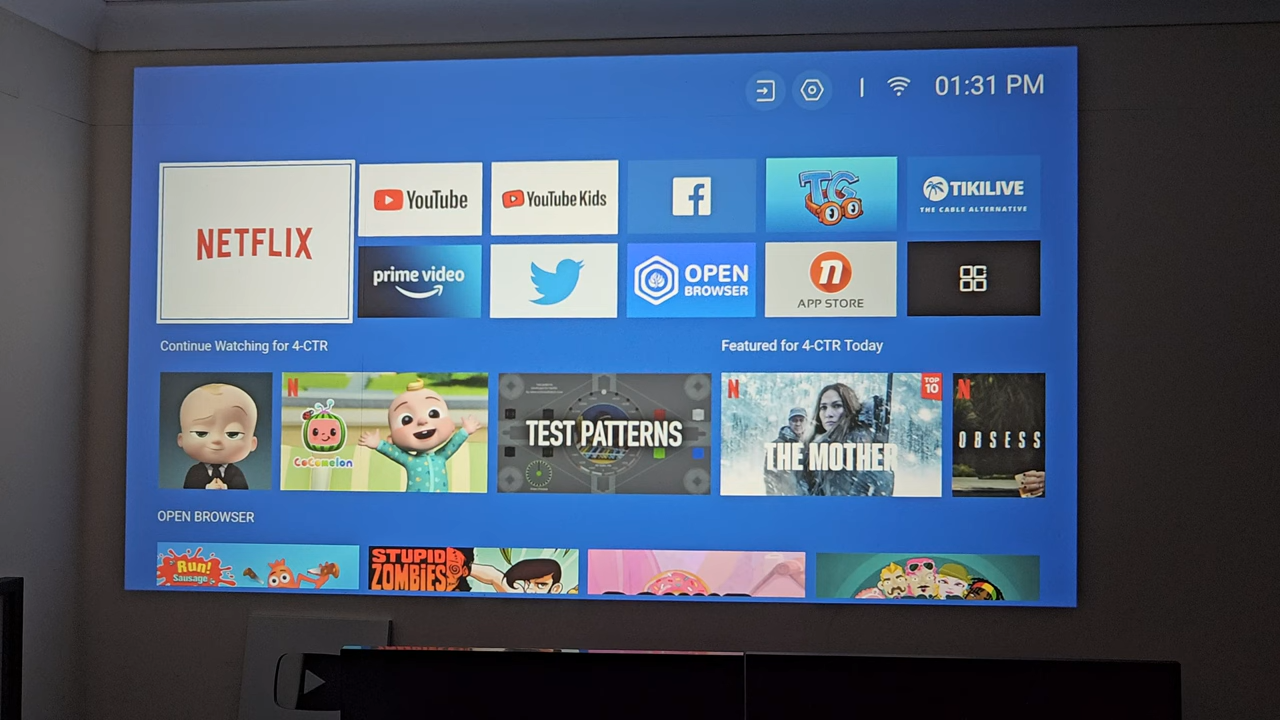 01:31 PM
NETFLIX
YouTube
YouTube Kids
TG
TIKILIVE
THE CABLE ALTERNATIVE
prime video
OPEN
BROWSER
n
APP STORE
Continue Watching for 4-CTR
Featured for 4-CTR Today
N
CoComelon
TEST PATTERNS
N
TOP
10
THE MOTHER
N
OBSESS
OPEN BROWSER
Run!
Sausage
STUPID
ZOMBIES